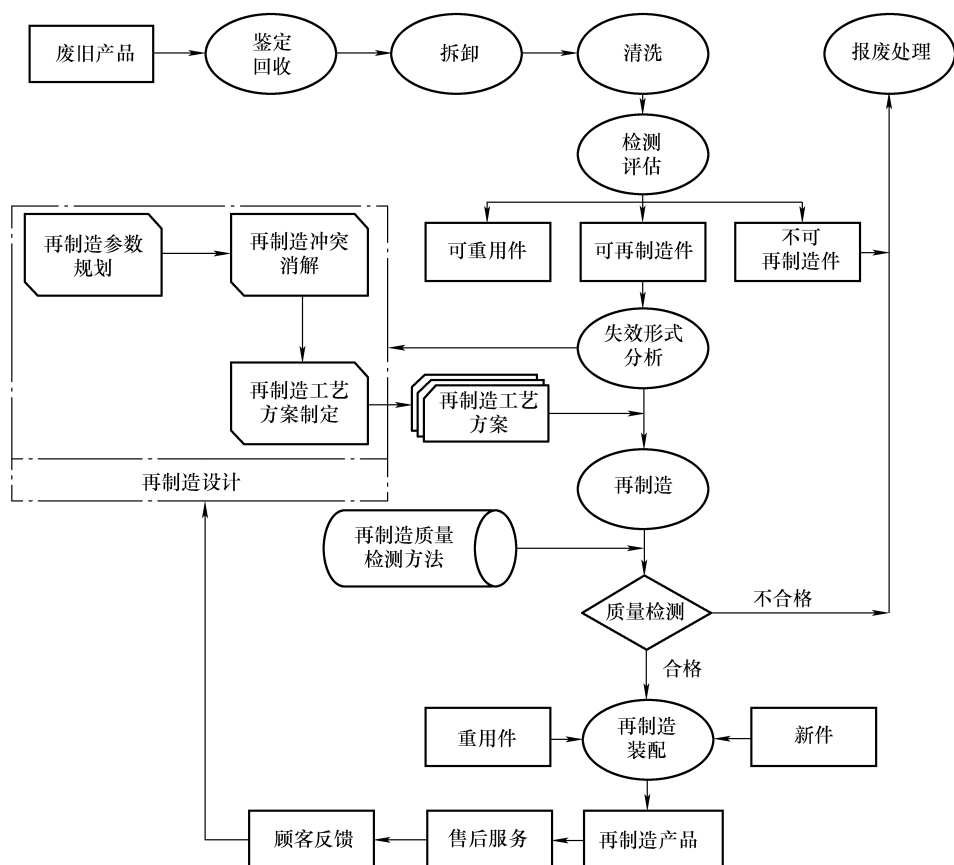 废旧产品
鉴定
回收
拆卸
清洗
报废处理
检测
评估
可重用件
可再制造件
不可
再制造件
再制造参数
规划
再制造冲突
消解
失效形式
分析
再制造工艺
方案制定
再制造工艺
方案
再制造设计
再制造
再制造质量
检测方法
质量检测
不合格
合格
重用件
再制造
装配
新件
顾客反馈
售后服务
再制造产品